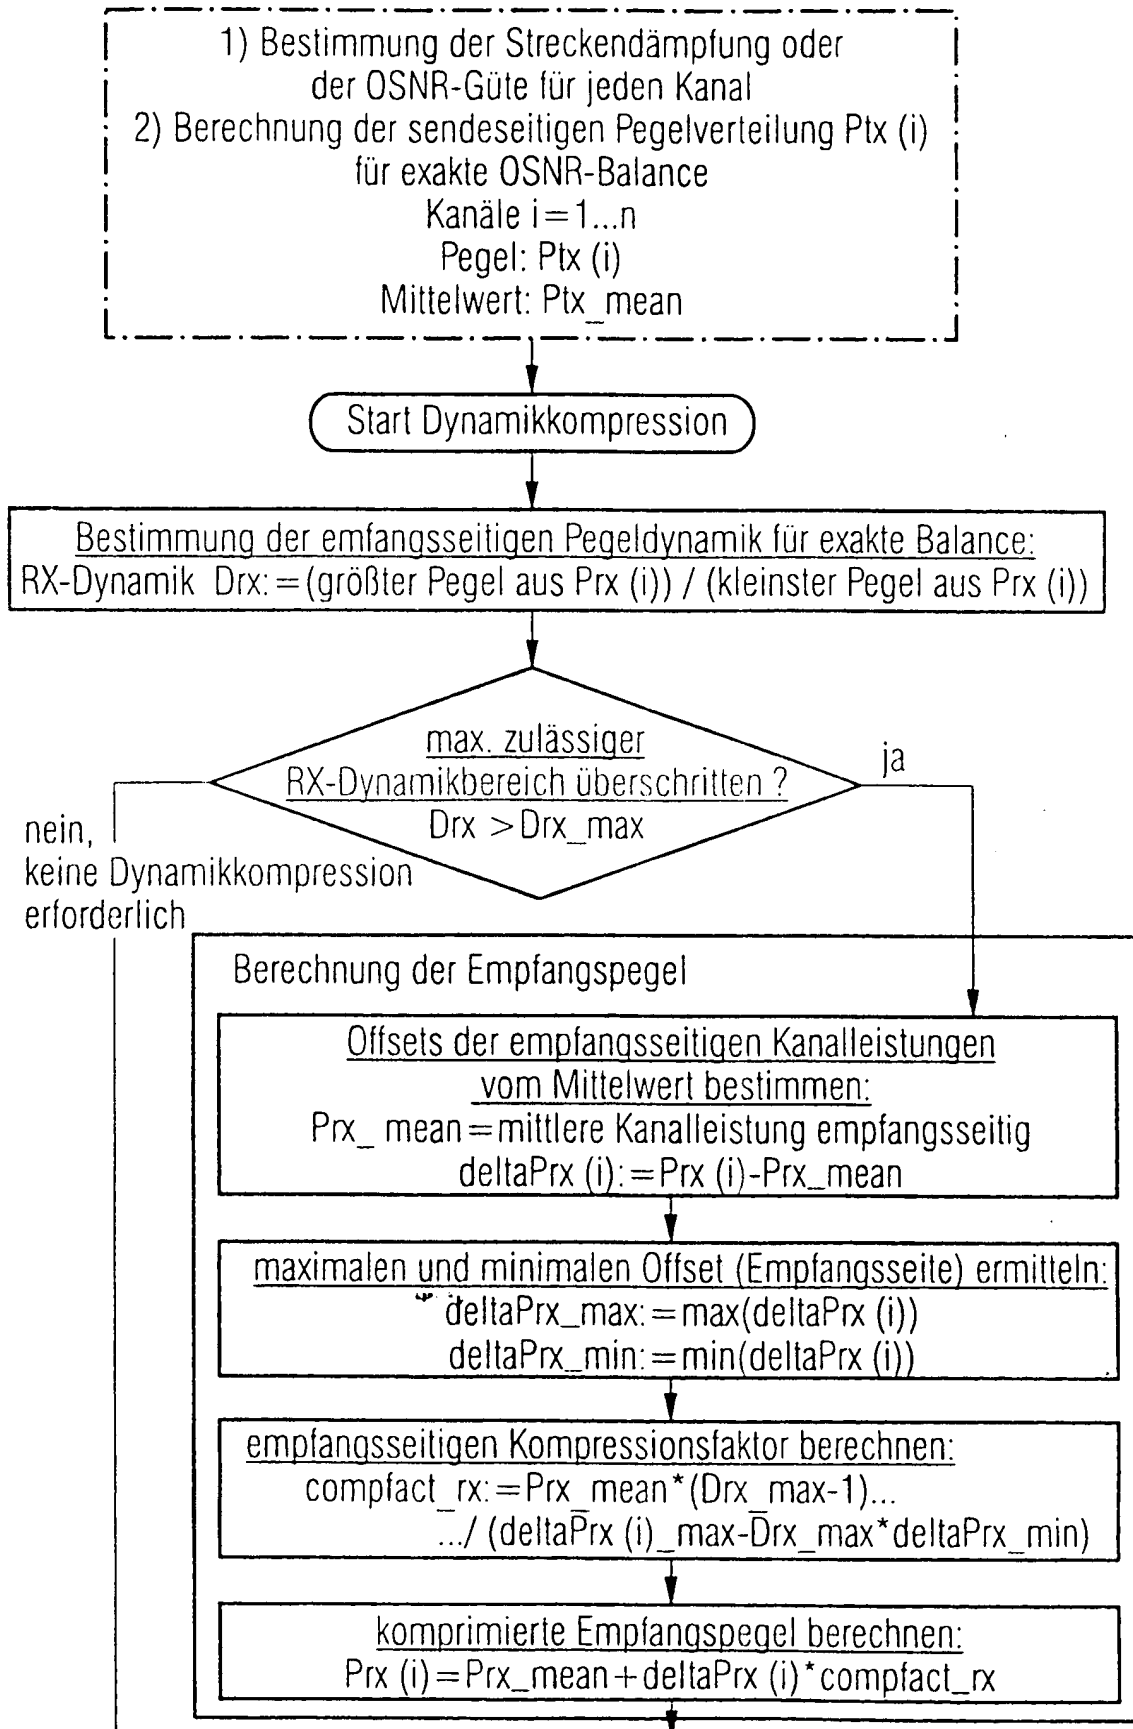 1) Bestimmung der Streckendämpfung oder
der OSNR-Güte für jeden Kanal
2) Berechnung der sendeseitigen Pegelverteilung Ptx (i)
für exakte OSNR-Balance
Kanäle i=1...n
Pegel: Ptx (i)
Mittelwert: Ptx_mean
Start Dynamikkompression
Bestimmung der emfangsseitigen Pegeldynamik für exakte Balance:
RX-Dynamik Drx:=(größter Pegel aus Prx (i)) / (kleinster Pegel aus Prx (i))
max. zulässiger
RX-Dynamikbereich überschritten ?
Drx >Drx_max
ja
nein,
keine Dynamikkompression
erforderlich
Berechnung der Empfangspegel
Offsets der empfangsseitigen Kanalleistungen
vom Mittelwert bestimmen:
Prx_ mean=mittlere Kanalleistung empfangsseitig
deltaPrx (i):=Prx (i)-Prx_mean
maximalen und minimalen Offset (Empfangsseite) ermitteln:
deltaPrx_max:=max(deltaPrx (i))
deltaPrx_min:=min(deltaPrx (i))
empfangsseitigen Kompressionsfaktor berechnen:
compfact_rx:=Prx_mean*(Drx_max-1)...
.../ (deltaPrx (i)_max-Drx_max*deltaPrx_min)
komprimierte Empfangspegel berechnen:
Prx (i)=Prx_mean+deltaPrx (i)*compfact_rx